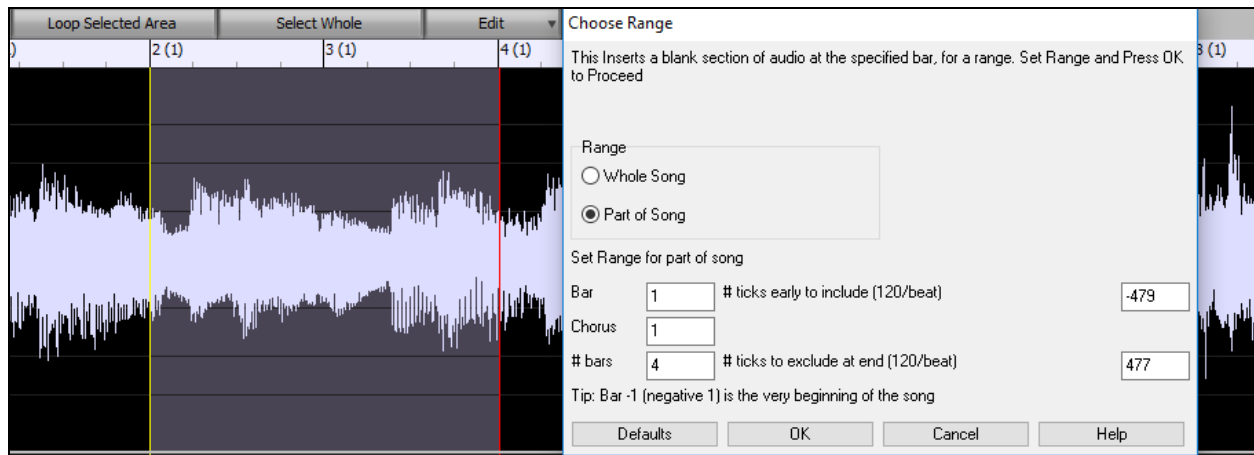 Loop Selected Area Select Whole Edit
) 2 (1) 3 (1) 4 (1)
Choose Range
This Inserts a blank section of audio at the specified bar, for a range. Set Range and Press OK
to Proceed
Range
Whole Song
Part of Song
Set Range for part of song
Bar 1 # ticks early to include (120/beat) -479
Chorus 1
# bars 4 # ticks to exclude at end (120/beat) 477
Tip: Bar -1 (negative 1) is the very beginning of the song
Defaults OK Cancel Help
(1)